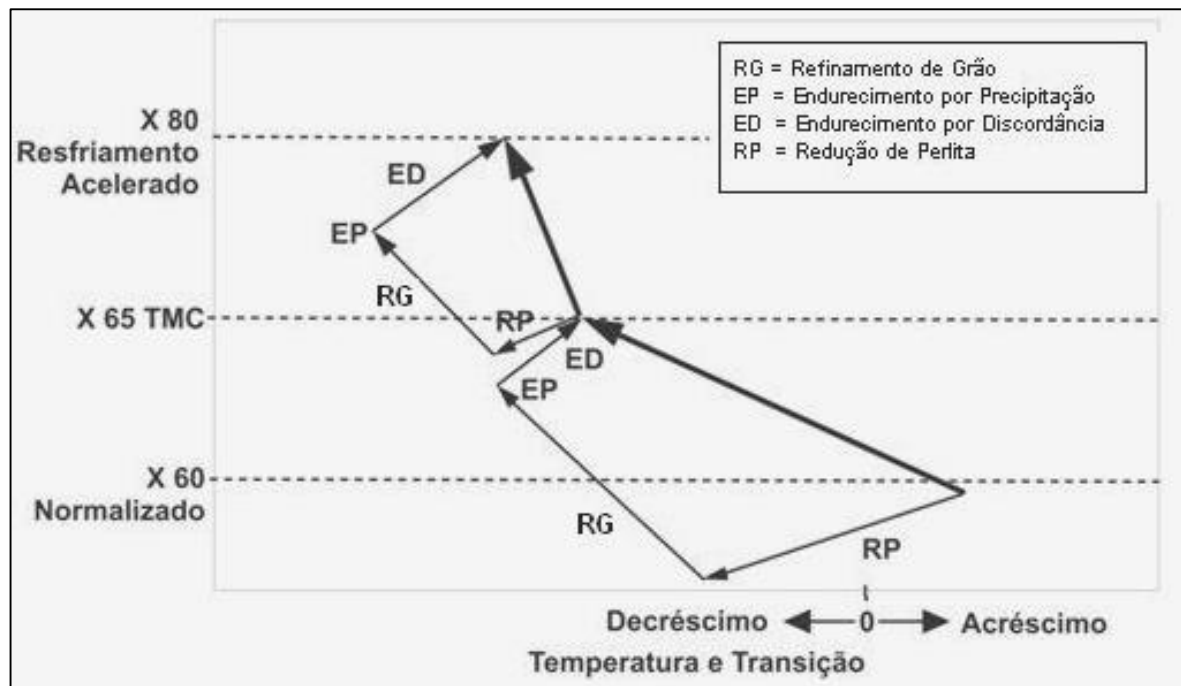 RG = Refinamento de Grão
EP = Endurecimento por Precipitação
ED = Endurecimento por Discordância
RP = Redução de Perlita
X 80
Resfriamento
Acelerado
ED
EP
RG
X 65 TMC
RP
ED
EP
X 60
Normalizado
RG
RP
Decréscimo
0
Acréscimo
Temperatura e Transição